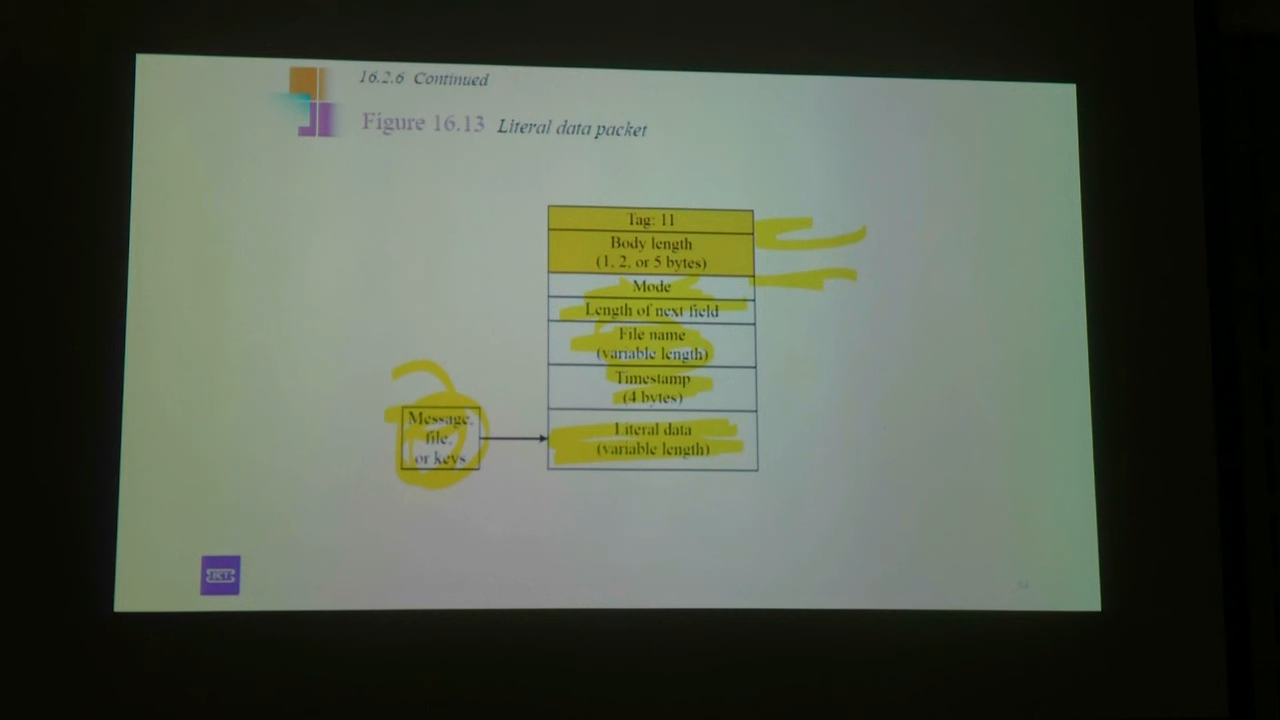 16.2.6 Continued
Figure 16.13 Literal data packet
Tag: 11
Body length
(1, 2, or 5 bytes)
Mode
Length of next field
File name
(variable length)
Timestamp
(4 bytes)
Message,
file,
or keys
Literal data
(variable length)